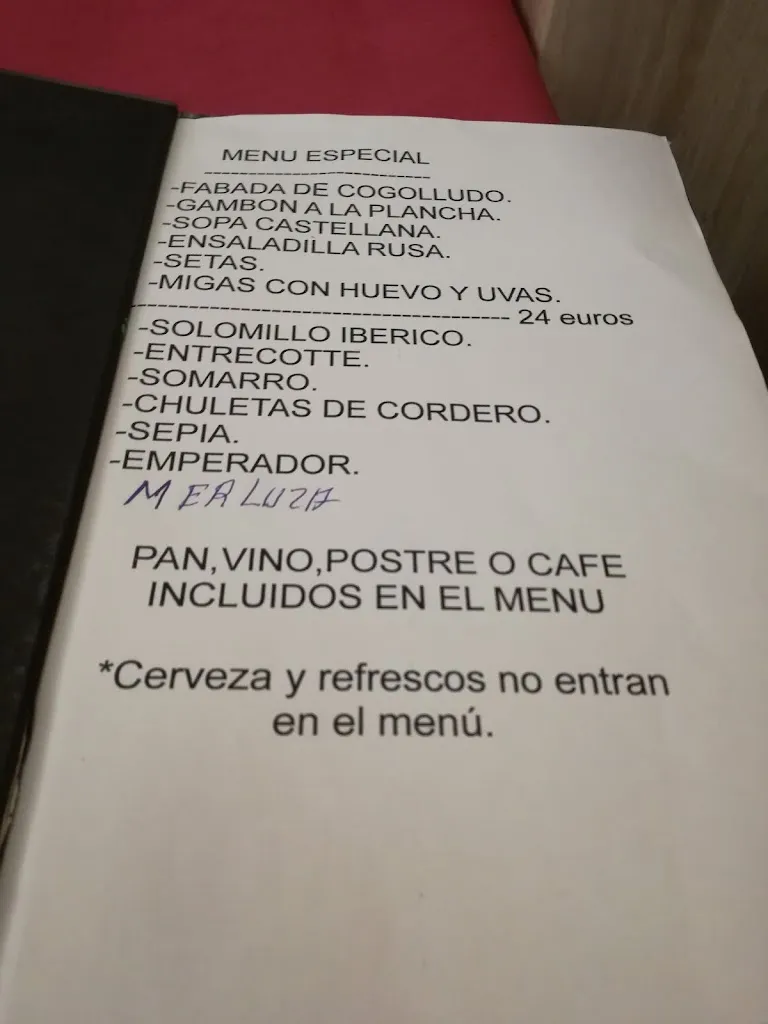 MENU ESPECIAL
---------------------------
-FABADA DE COGOLLUDO.
-GAMBON A LA PLANCHA.
-SOPA CASTELLANA.
-ENSALADILLA RUSA.
-SETAS.
-MIGAS CON HUEVO Y UVAS.
---------------------------------------- 24 euros
-SOLOMILLO IBERICO.
-ENTRECOTTE.
-SOMARRO.
-CHULETAS DE CORDERO.
-SEPIA.
-EMPERADOR.
MERLUZA
PAN,VINO,POSTRE O CAFE
INCLUIDOS EN EL MENU
*Cerveza y refrescos no entran
en el menú.